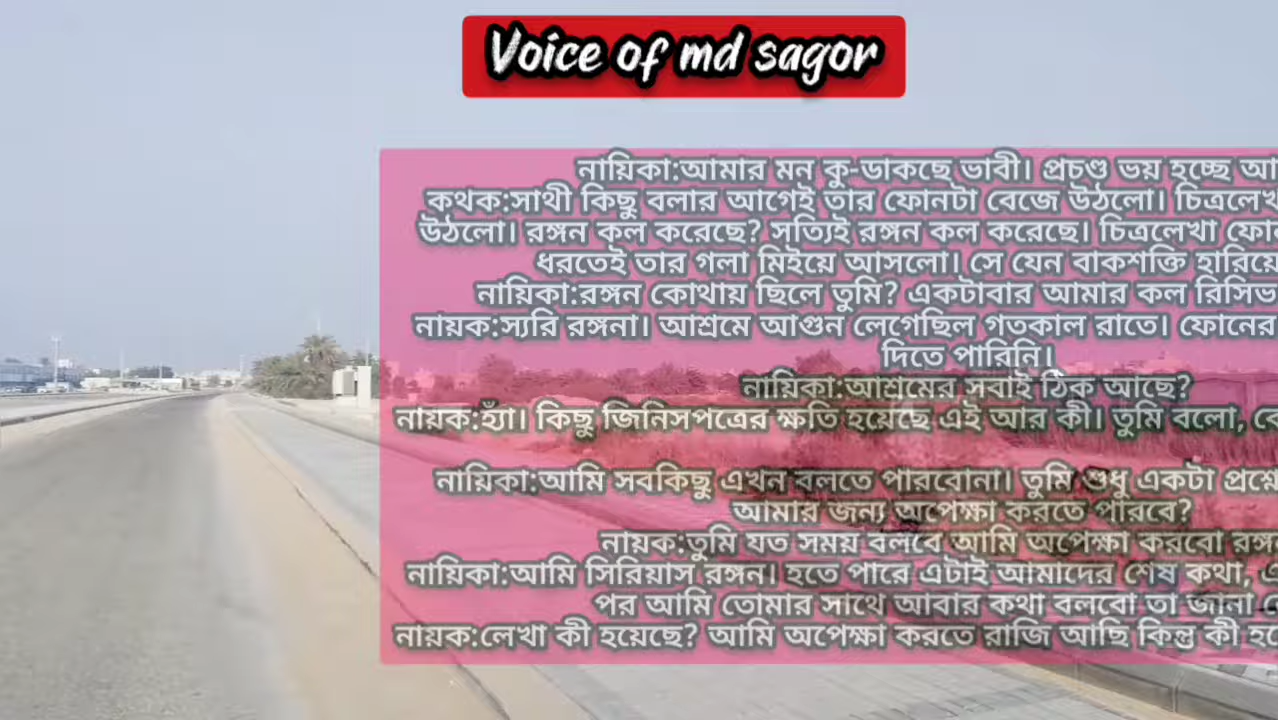 Voice of md sagor
নায়িকা:আমার মন কু-ডাকছে ভাবী। প্রচণ্ড ভয় হচ্ছে
কথক:সাথী কিছু বলার আগেই তার ফোনটা বেজে উঠলো।
উঠলো। রঙ্গন কল করেছে? সত্যিই রঙ্গন কল করেছে। চিত্রলেখা
ধরতেই তার গলা মিইয়ে আসলো। সে যেন বাকশক্তি
নায়িকা:রঙ্গন কোথায় ছিলে তুমি? একটাবার আমার কল
নায়ক:স্যরি রঙ্গনা। আশ্রমে আগুন লেগেছিল গতকাল রাতে। ফোনের
দিতে পারিনি।
নায়িকা:আশ্রমের সবাই ঠিক আছে?
নায়ক:হ্যাঁ। কিছু জিনিসপত্রের ক্ষতি হয়েছে এই আর কী। তুমি বলো,
নায়িকা:আমি সবকিছু এখন বলতে পারবোনা। তুমি শুধু একটা
আমার জন্য অপেক্ষা করতে পারবে?
নায়ক:তুমি যত সময় বলবে আমি অপেক্ষা করবো
নায়িকা:আমি সিরিয়াস রঙ্গন। হতে পারে এটাই আমাদের শেষ কথা,
পর আমি তোমার সাথে আবার কথা বলবো তা জানা
নায়ক:লেখা কী হয়েছে? আমি অপেক্ষা করতে রাজি আছি কিন্তু কী